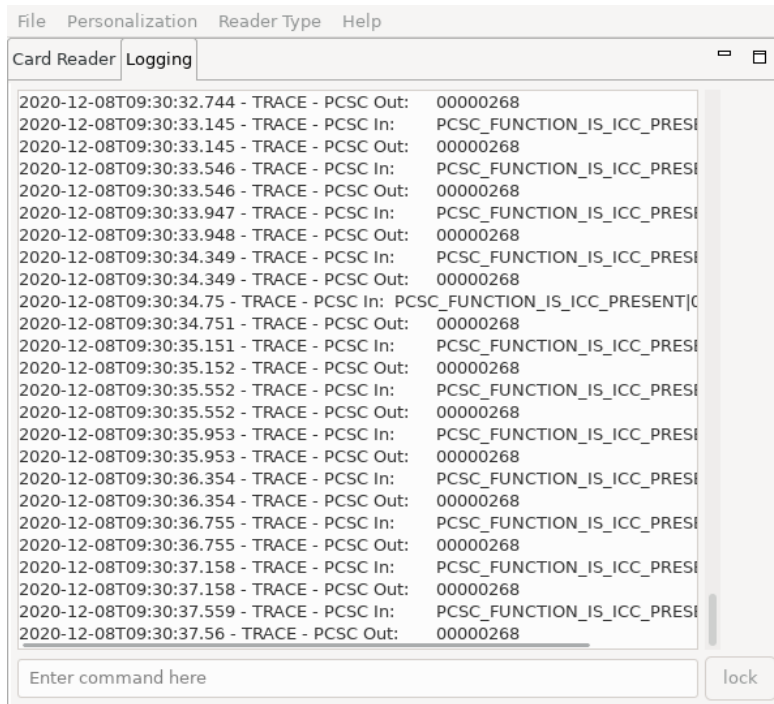 File Personalization Reader Type Help
Card Reader Logging
2020-12-08T09:30:32.744 - TRACE - PCSC Out: 00000268
2020-12-08T09:30:33.145 - TRACE - PCSC In: PCSC_FUNCTION_IS_ICC_PRESE
2020-12-08T09:30:33.145 - TRACE - PCSC Out: 00000268
2020-12-08T09:30:33.546 - TRACE - PCSC In: PCSC_FUNCTION_IS_ICC_PRESE
2020-12-08T09:30:33.546 - TRACE - PCSC Out: 00000268
2020-12-08T09:30:33.947 - TRACE - PCSC In: PCSC_FUNCTION_IS_ICC_PRESE
2020-12-08T09:30:33.948 - TRACE - PCSC Out: 00000268
2020-12-08T09:30:34.349 - TRACE - PCSC In: PCSC_FUNCTION_IS_ICC_PRESE
2020-12-08T09:30:34.349 - TRACE - PCSC Out: 00000268
2020-12-08T09:30:34.75 - TRACE - PCSC In: PCSC_FUNCTION_IS_ICC_PRESENT|0
2020-12-08T09:30:34.751 - TRACE - PCSC Out: 00000268
2020-12-08T09:30:35.151 - TRACE - PCSC In: PCSC_FUNCTION_IS_ICC_PRESE
2020-12-08T09:30:35.152 - TRACE - PCSC Out: 00000268
2020-12-08T09:30:35.552 - TRACE - PCSC In: PCSC_FUNCTION_IS_ICC_PRESE
2020-12-08T09:30:35.552 - TRACE - PCSC Out: 00000268
2020-12-08T09:30:35.953 - TRACE - PCSC In: PCSC_FUNCTION_IS_ICC_PRESE
2020-12-08T09:30:35.953 - TRACE - PCSC Out: 00000268
2020-12-08T09:30:36.354 - TRACE - PCSC In: PCSC_FUNCTION_IS_ICC_PRESE
2020-12-08T09:30:36.354 - TRACE - PCSC Out: 00000268
2020-12-08T09:30:36.755 - TRACE - PCSC In: PCSC_FUNCTION_IS_ICC_PRESE
2020-12-08T09:30:36.755 - TRACE - PCSC Out: 00000268
2020-12-08T09:30:37.158 - TRACE - PCSC In: PCSC_FUNCTION_IS_ICC_PRESE
2020-12-08T09:30:37.158 - TRACE - PCSC Out: 00000268
2020-12-08T09:30:37.559 - TRACE - PCSC In: PCSC_FUNCTION_IS_ICC_PRESE
2020-12-08T09:30:37.56 - TRACE - PCSC Out: 00000268
Enter command here lock